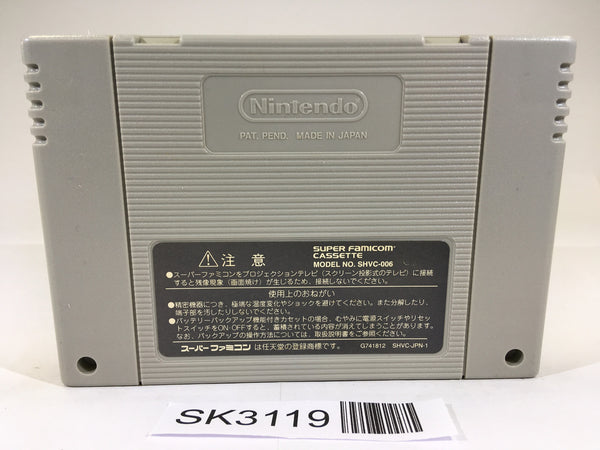 Nintendo
PAT. PEND. MADE IN JAPAN
注意
SUPER FAMICOM
CASSETTE
MODEL NO. SHVC-006
●スーパーファミコンをプロジェクションテレビ（スクリーン投影式のテレビ）に接続
すると残像現象（画面焼け）が生じるため、接続しないでください。
使用上のおねがい
●精密機器につき、極端な温度変化やショックを避けてください。また分解したり、
端子部を汚したりしないでください。
●バッテリーバックアップ機能付きカセットの場合、むやみに電源スイッチやリセ
ットスイッチをON・OFFすると、蓄積されている内容が消えてしまうことがあります。
なお、バックアップの操作方法については、取扱説明書をご参照ください。
スーパーファミコンは任天堂の登録商標です。
G741812 SHVC-JPN-1
SK3119